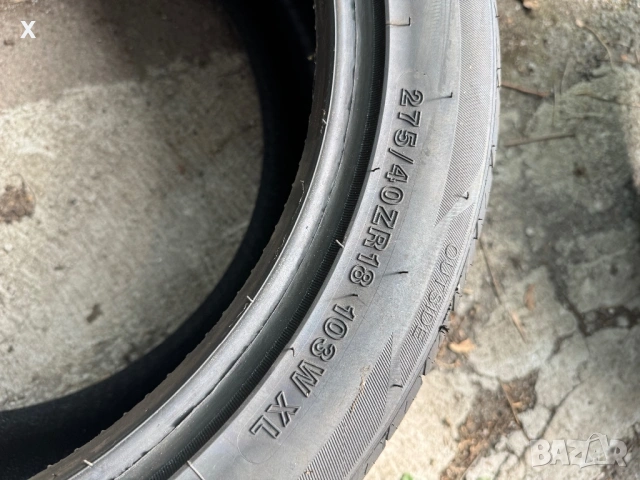 X
275/40ZR18 103W XL
OUTSIDE
BAZAR